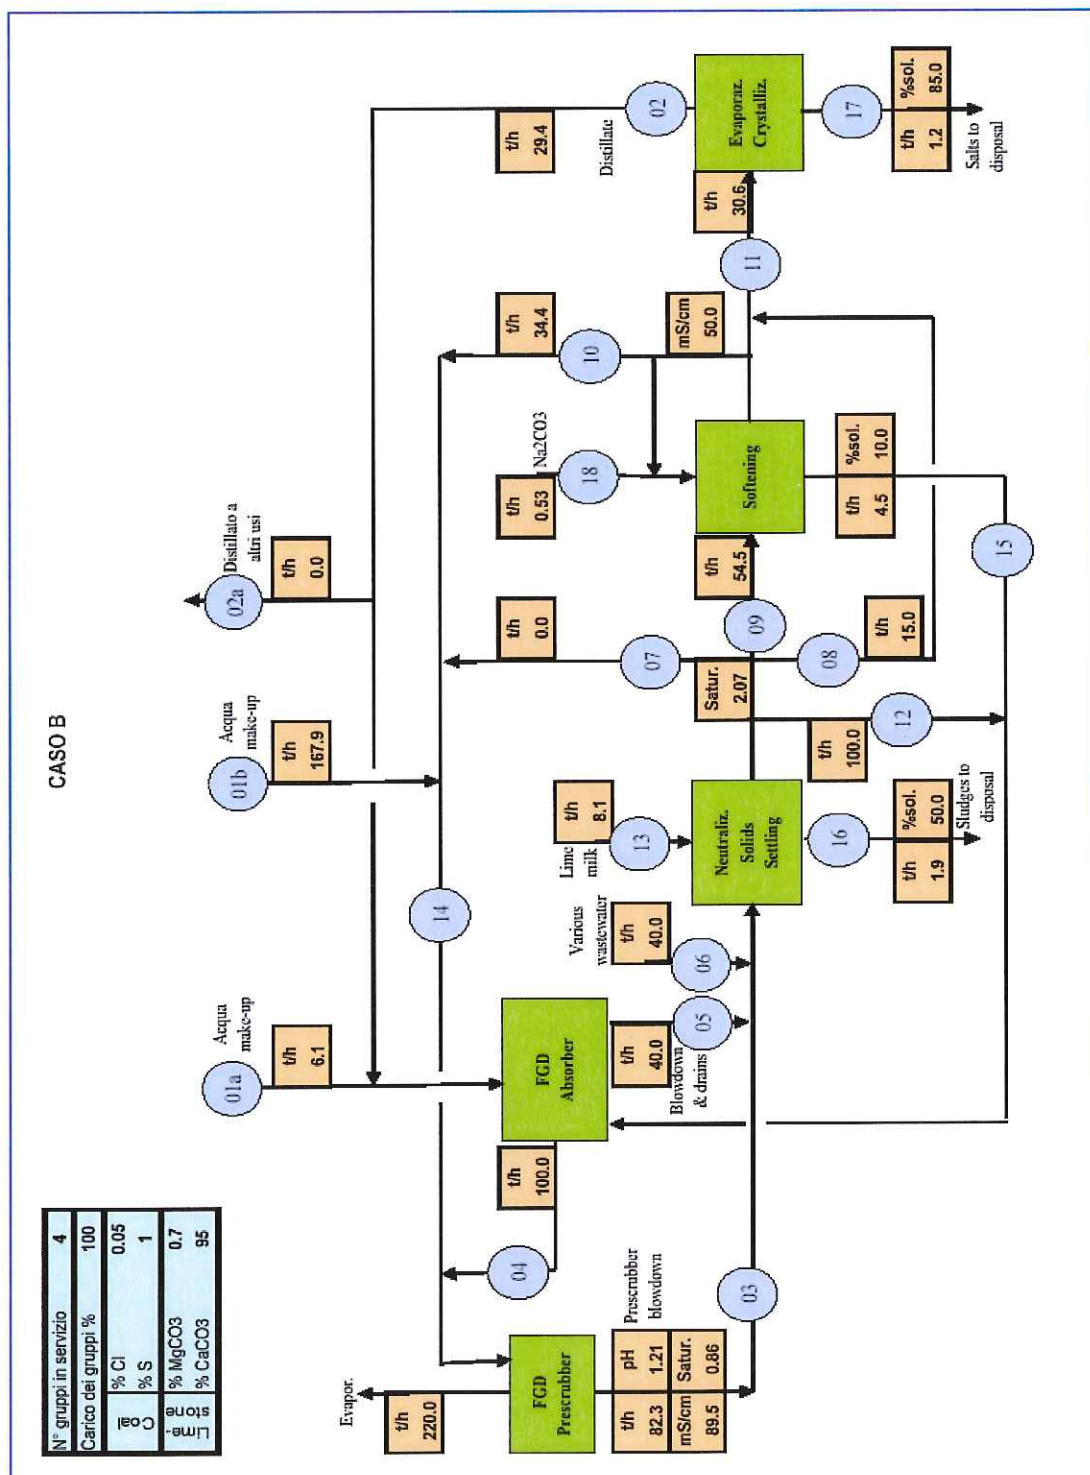 CASO B
N° gruppi in servizio 4
Carico dei gruppi % 100
Coal
% Cl 0.05
% S 1
Lime-
stone
% MgCO3 0.7
% CaCO3 95
01a
Acqua
make-up
t/h
6.1
01b
Acqua
make-up
t/h
167.9
02a
Distillato a
altri usi
t/h
0.0
14
Evapor.
t/h
220.0
FGD
Prescrubber
Prescrubber
blowdown
t/h pH
82.3 1.21
mS/cm Satur.
89.5 0.86
03
04
t/h
100.0
FGD
Absorber
t/h
40.0
05
Blowdown
& drains
Various
wastewater
t/h
40.0
06
Lime
milk
t/h
8.1
13
Neutraliz.
Solids
Settling
16
t/h %sol.
1.9 50.0
Sludges to
disposal
t/h
100.0
12
Satur.
2.07
07
t/h
0.0
08
t/h
15.0
09
t/h
54.5
Na2CO3
t/h
0.53
18
Softening
t/h %sol.
4.5 10.0
15
t/h
34.4
10
mS/cm
50.0
11
t/h
30.6
t/h
29.4
Distillate
02
Evaporaz.
Crystalliz.
17
t/h %sol.
1.2 85.0
Salts to
disposal